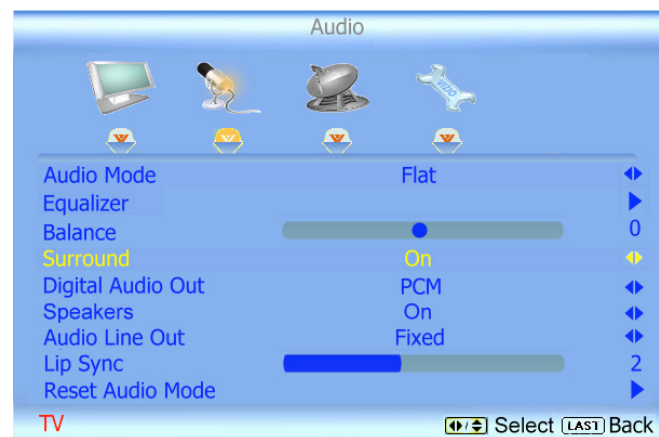 Audio
VIZIO
Audio Mode Flat
Equalizer
Balance 0
Surround On
Digital Audio Out PCM
Speakers On
Audio Line Out Fixed
Lip Sync 2
Reset Audio Mode
TV Select LAST Back